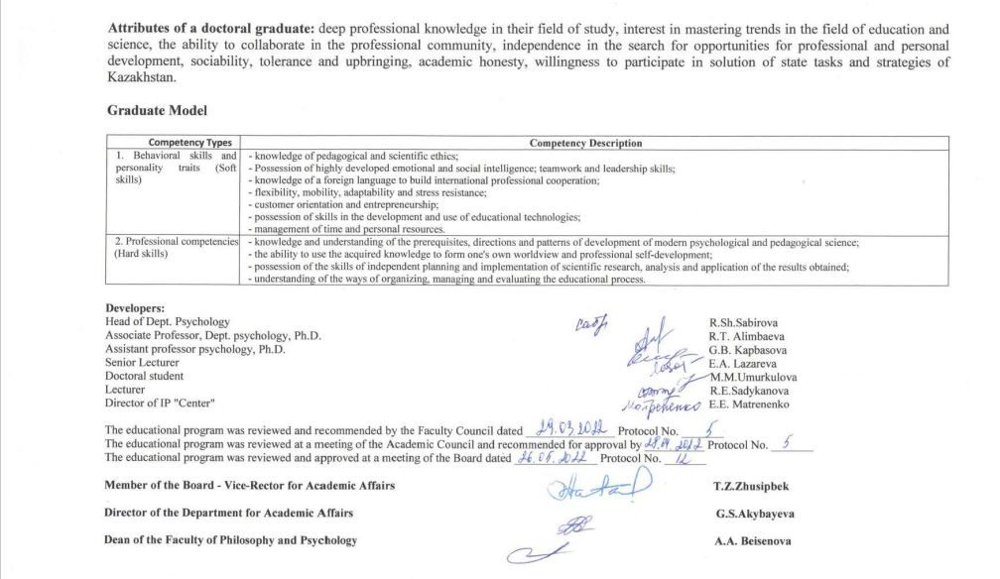 Attributes of a doctoral graduate: deep professional knowledge in their field of study, interest in mastering trends in the field of education and
science, the ability to collaborate in the professional community, independence in the search for opportunities for professional and personal
development, sociability, tolerance and upbringing, academic honesty, willingness to participate in solution of state tasks and strategies of
Kazakhstan.
Graduate Model
Competency Types Competency Description
1. Behavioral skills and personality traits (Soft skills)
- knowledge of pedagogical and scientific ethics;
- Possession of highly developed emotional and social intelligence; teamwork and leadership skills;
- knowledge of a foreign language to build international professional cooperation;
- flexibility, mobility, adaptability and stress resistance;
- customer orientation and entrepreneurship;
- possession of skills in the development and use of educational technologies;
- management of time and personal resources.
2. Professional competencies (Hard skills)
- knowledge and understanding of the prerequisites, directions and patterns of development of modern psychological and pedagogical science;
- the ability to use the acquired knowledge to form one's own worldview and professional self-development;
- possession of the skills of independent planning and implementation of scientific research, analysis and application of the results obtained;
- understanding of the ways of organizing, managing and evaluating the educational process.
Developers:
Head of Dept. Psychology R.Sh.Sabirova
Associate Professor, Dept. psychology, Ph.D. R.T. Alimbaeva
Assistant professor psychology, Ph.D. G.B. Kapbasova
Senior Lecturer E.A. Lazareva
Doctoral student M.M.Umurkulova
Lecturer R.E.Sadykanova
Director of IP "Center" E.E. Matrenenko
The educational program was reviewed and recommended by the Faculty Council dated 29.03.2022 Protocol No. 5
The educational program was reviewed at a meeting of the Academic Council and recommended for approval by 28.04.2022 Protocol No. 5
The educational program was reviewed and approved at a meeting of the Board dated 26.05.2022 Protocol No. 12
Member of the Board - Vice-Rector for Academic Affairs T.Z.Zhusipbek
Director of the Department for Academic Affairs G.S.Akybayeva
Dean of the Faculty of Philosophy and Psychology A.A. Beisenova